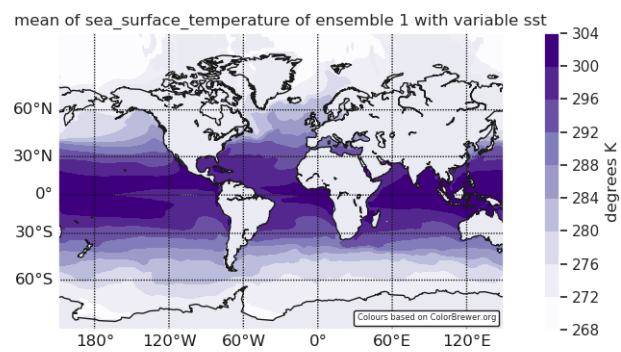 mean of sea_surface_temperature of ensemble 1 with variable sst
304
300
296
292
288
284
280
276
272
268
degrees K
60°N
30°N
0°
30°S
60°S
180°
120°W
60°W
0°
60°E
120°E
Colours based on ColorBrewer.org